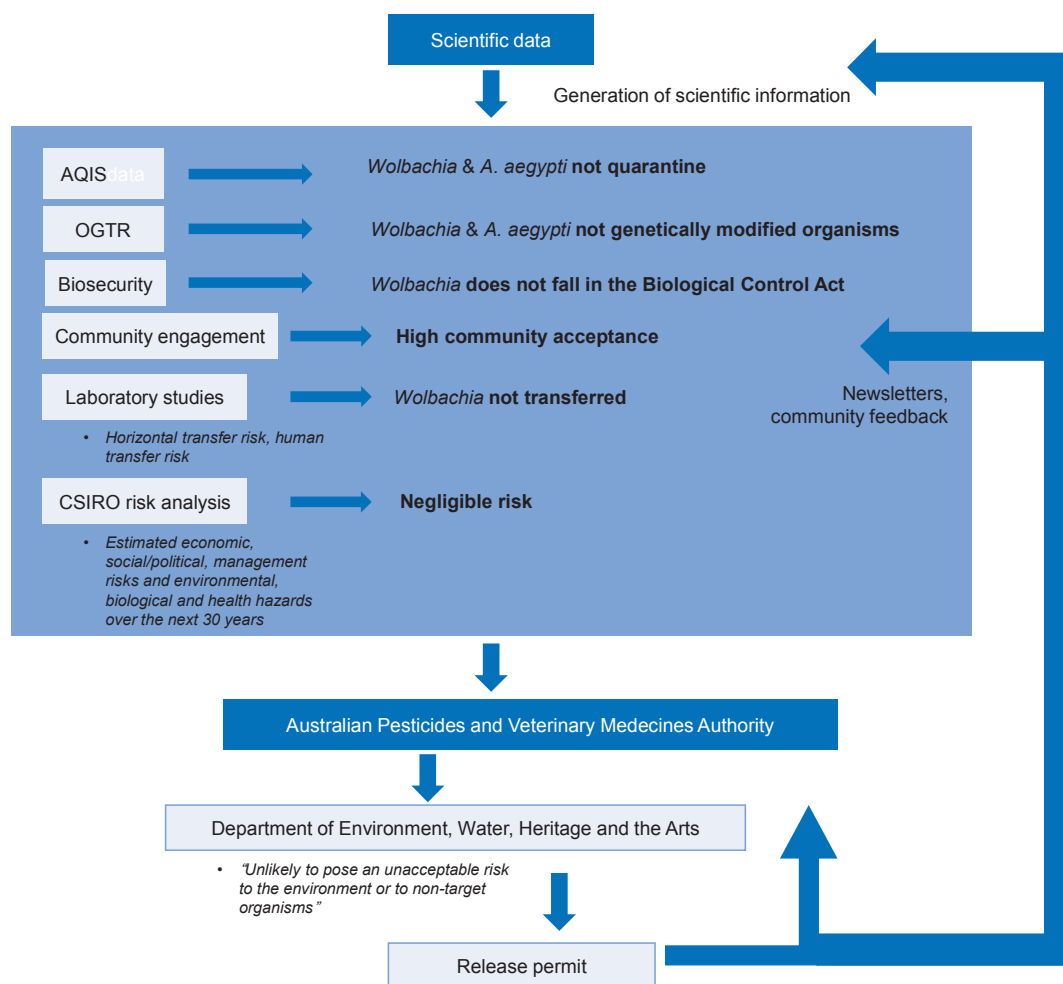 Scientific data
Generation of scientific information
AQISdata
Wolbachia & A. aegypti not quarantine
OGTR
Wolbachia & A. aegypti not genetically modified organisms
Biosecurity
Wolbachia does not fall in the Biological Control Act
Community engagement
High community acceptance
Newsletters,
community feedback
Laboratory studies
Wolbachia not transferred
• Horizontal transfer risk, human
transfer risk
CSIRO risk analysis
Negligible risk
• Estimated economic,
social/political, management
risks and environmental,
biological and health hazards
over the next 30 years
Australian Pesticides and Veterinary Medecines Authority
Department of Environment, Water, Heritage and the Arts
• “Unlikely to pose an unacceptable risk
to the environment or to non-target
organisms”
Release permit